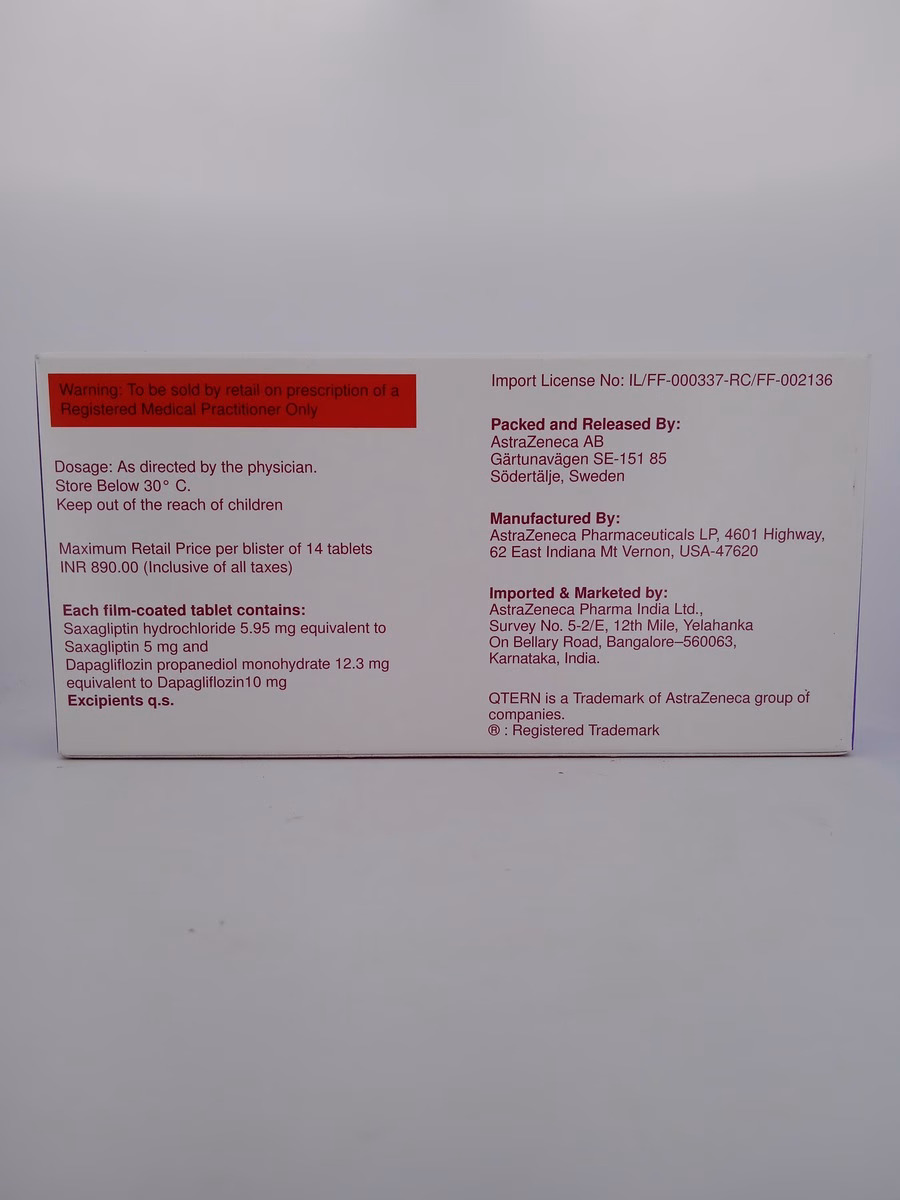 Warning: To be sold by retail on prescription of a
Registered Medical Practitioner Only
Dosage: As directed by the physician.
Store Below 30° C.
Keep out of the reach of children
Maximum Retail Price per blister of 14 tablets
INR 890.00 (Inclusive of all taxes)
Each film-coated tablet contains:
Saxagliptin hydrochloride 5.95 mg equivalent to
Saxagliptin 5 mg and
Dapagliflozin propanediol monohydrate 12.3 mg
equivalent to Dapagliflozin10 mg
Excipients q.s.
Import License No: IL/FF-000337-RC/FF-002136
Packed and Released By:
AstraZeneca AB
Gärtunavägen SE-151 85
Södertälje, Sweden
Manufactured By:
AstraZeneca Pharmaceuticals LP, 4601 Highway,
62 East Indiana Mt Vernon, USA-47620
Imported & Marketed by:
AstraZeneca Pharma India Ltd.,
Survey No. 5-2/E, 12th Mile, Yelahanka
On Bellary Road, Bangalore–560063,
Karnataka, India.
QTERN is a Trademark of AstraZeneca group of
companies.
® : Registered Trademark